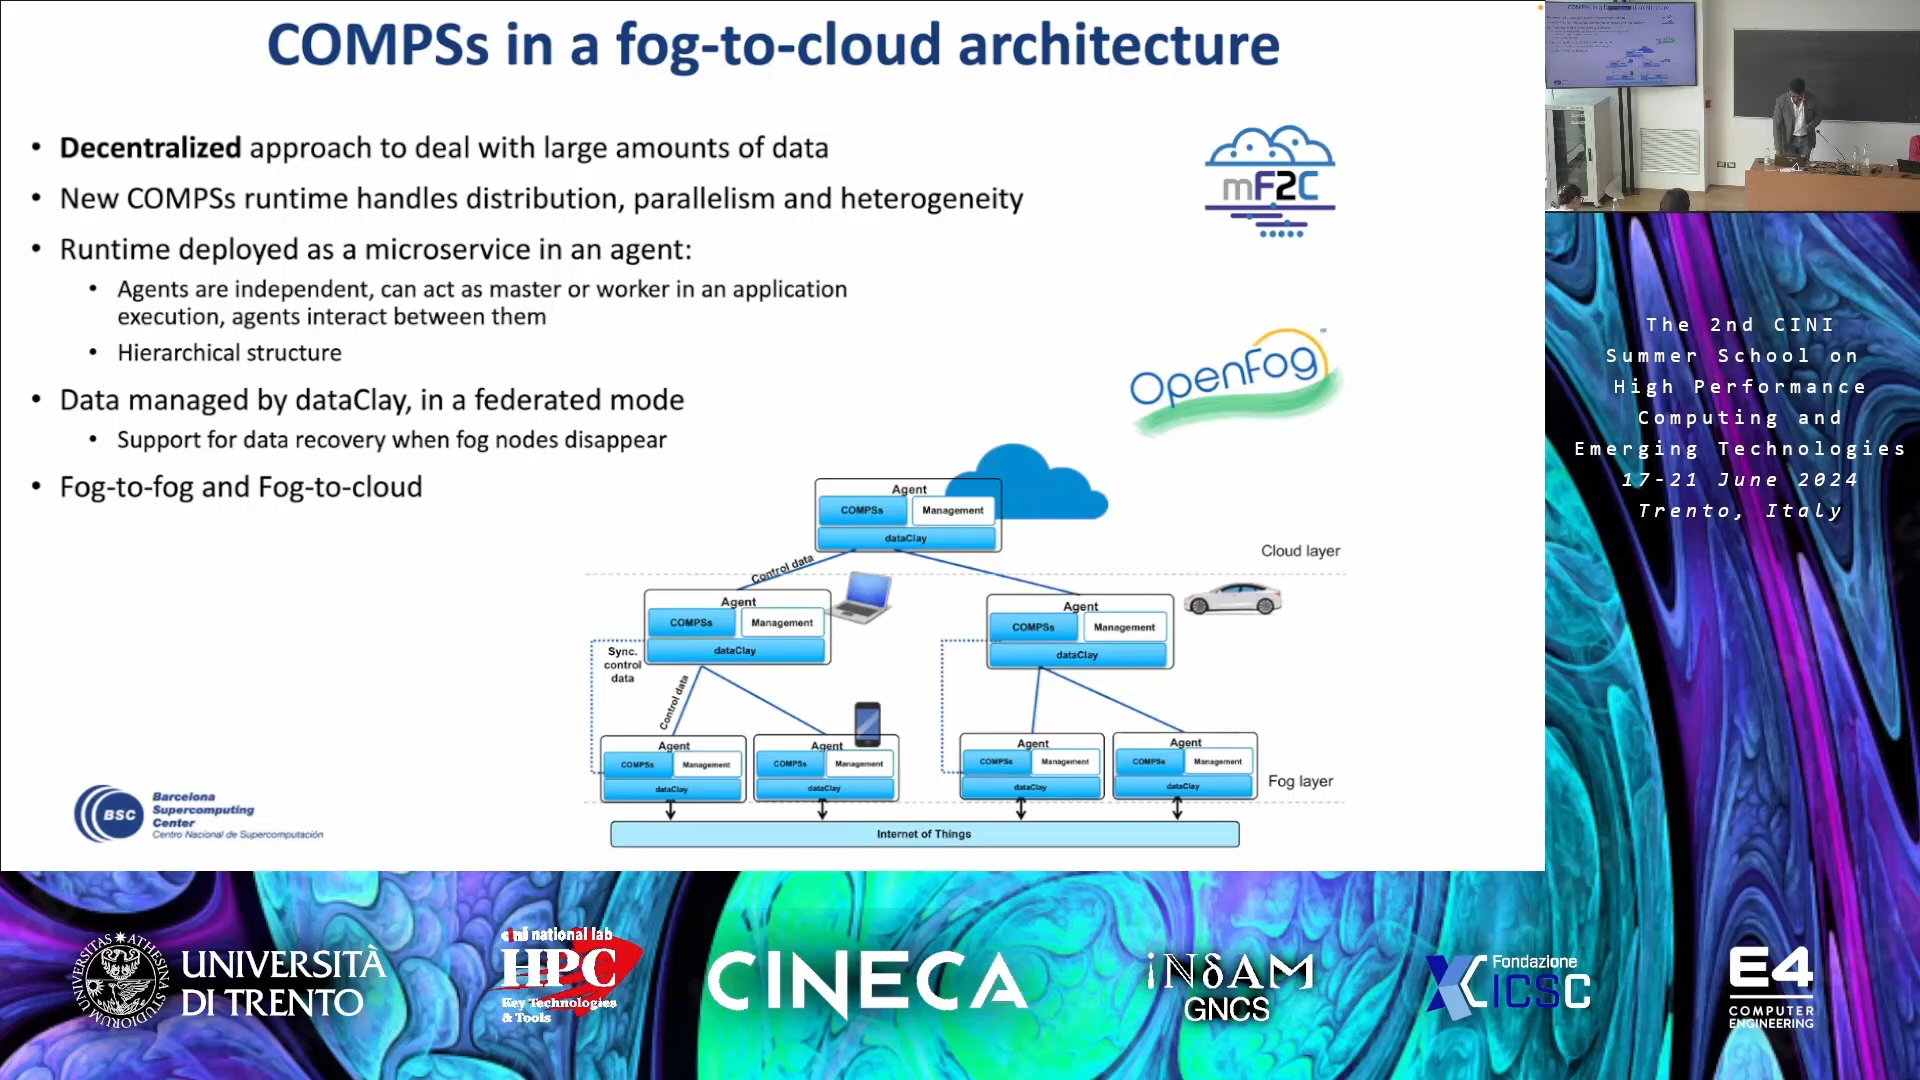 COMPSs in a fog-to-cloud architecture
• Decentralized approach to deal with large amounts of data
• New COMPSs runtime handles distribution, parallelism and heterogeneity
• Runtime deployed as a microservice in an agent:
• Agents are independent, can act as master or worker in an application
execution, agents interact between them
• Hierarchical structure
• Data managed by dataClay, in a federated mode
• Support for data recovery when fog nodes disappear
• Fog-to-fog and Fog-to-cloud
mF2C
OpenFog™
Agent
COMPSs
Management
dataClay
Cloud layer
Control data
Agent
COMPSs
Management
dataClay
Agent
COMPSs
Management
dataClay
Sync.
control
data
Control data
Agent
COMPSs
Management
dataClay
Agent
COMPSs
Management
dataClay
Agent
COMPSs
Management
dataClay
Agent
COMPSs
Management
dataClay
Fog layer
Internet of Things
BSC
Barcelona
Supercomputing
Center
Centro Nacional de Supercomputación
The 2nd CINI
Summer School on
High Performance
Computing and
Emerging Technologies
17-21 June 2024
Trento, Italy
UNIVERSITÀ
DI TRENTO
cini national lab
HPC
Key Technologies
& Tools
CINECA
iNδAM
GNCS
Fondazione
ICSC
E4
COMPUTER
ENGINEERING